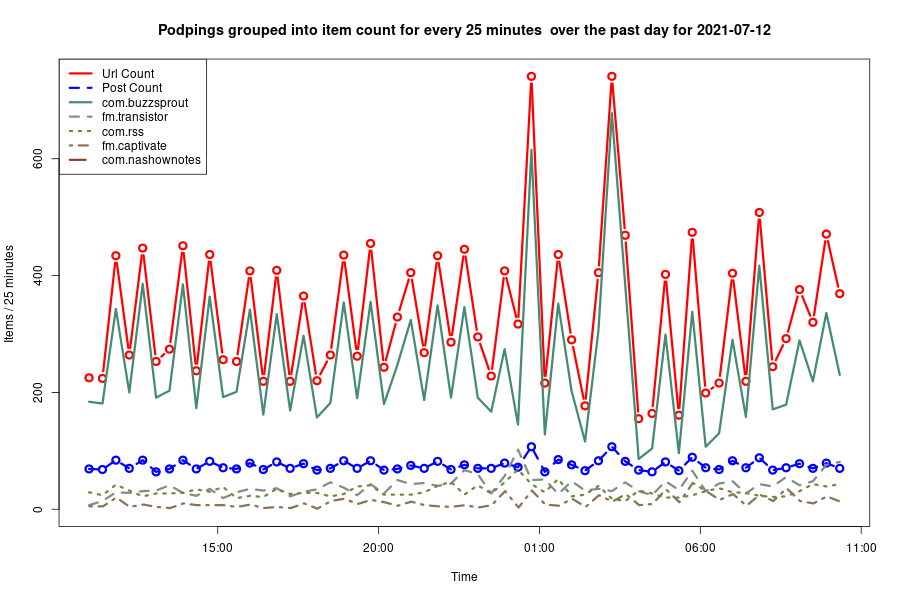 Podpings grouped into item count for every 25 minutes  over the past day for 2021-07-12
Url Count
Post Count
com.buzzsprout
fm.transistor
com.rss
fm.captivate
com.nashownotes
Items / 25 minutes
600
400
200
0
15:00
20:00
01:00
06:00
11:00
Time